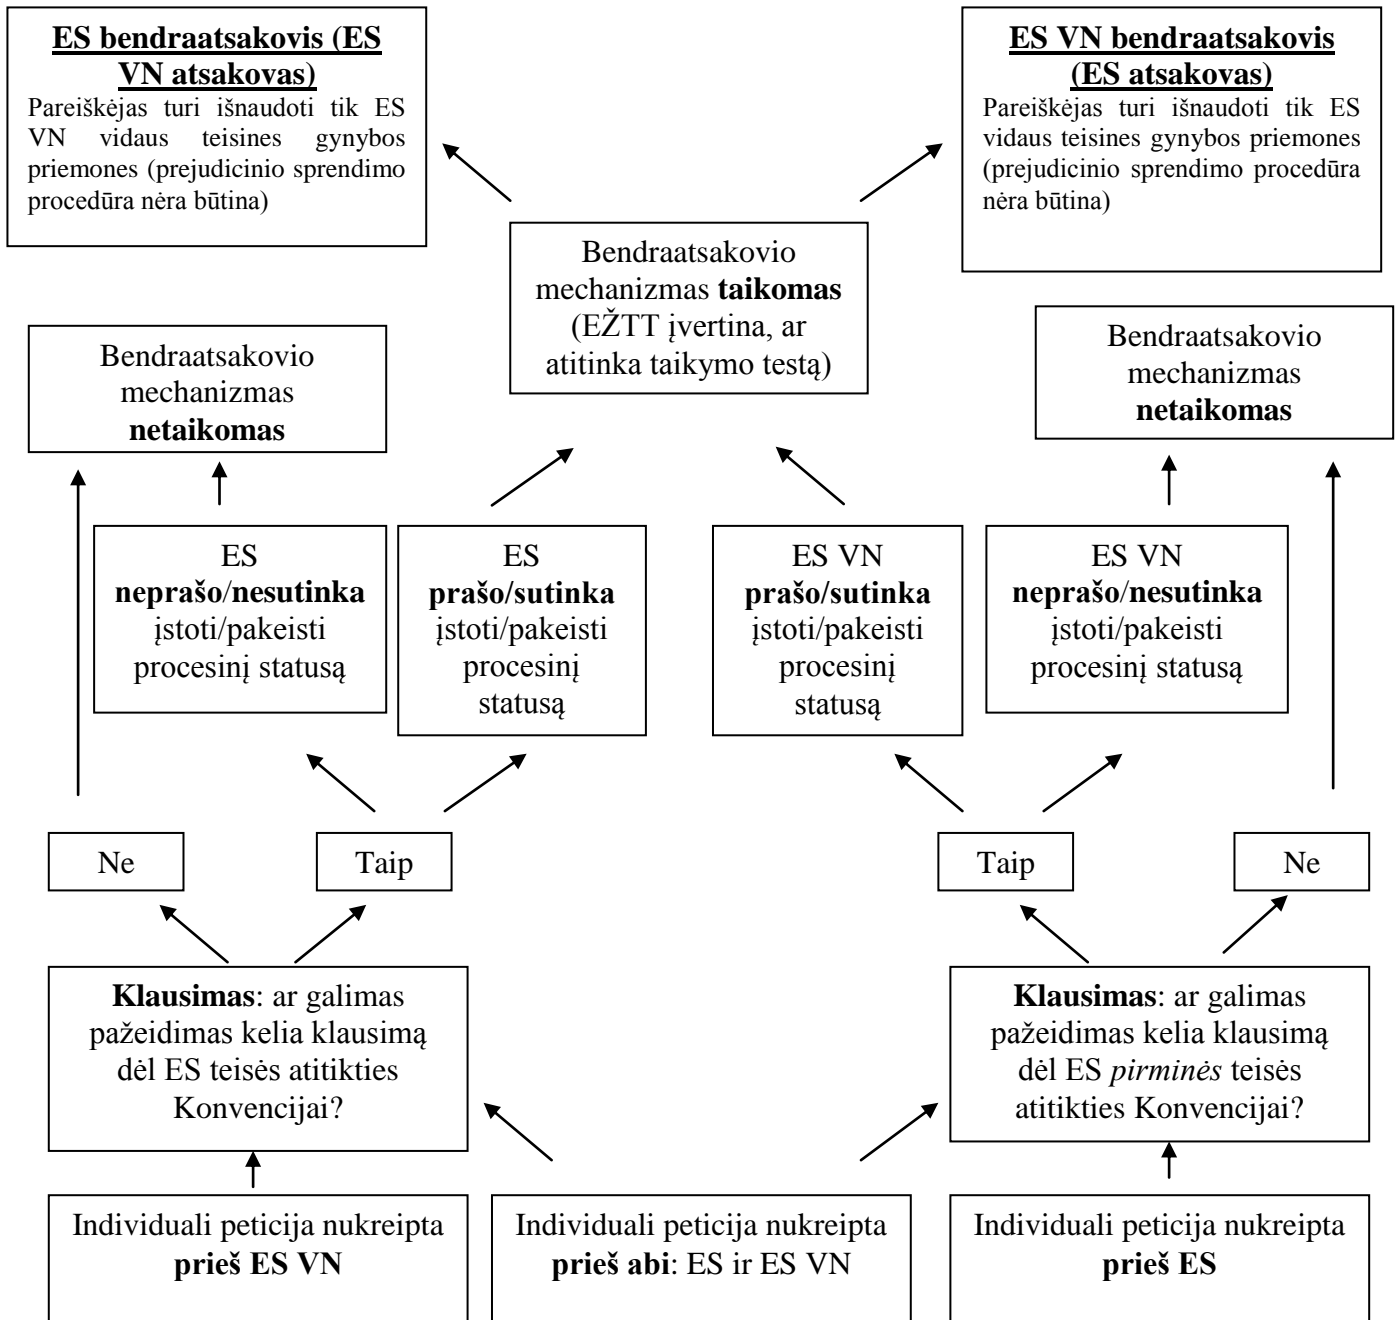 ES bendraatsakovis (ES
VN atsakovas)
Pareiškėjas turi išnaudoti tik ES
VN vidaus teisines gynybos
priemones (prejudicinio sprendimo
procedūra nėra būtina)
ES VN bendraatsakovis
(ES atsakovas)
Pareiškėjas turi išnaudoti tik ES
vidaus teisines gynybos priemones
(prejudicinio sprendimo procedūra
nėra būtina)
Bendraatsakovio
mechanizmas taikomas
(EŽTT įvertina, ar
atitinka taikymo testą)
Bendraatsakovio
mechanizmas
netaikomas
Bendraatsakovio
mechanizmas
netaikomas
ES
neprašo/nesutinka
įstoti/pakeisti
procesinį statusą
ES
prašo/sutinka
įstoti/pakeisti
procesinį
statusą
ES VN
prašo/sutinka
įstoti/pakeisti
procesinį
statusą
ES VN
neprašo/nesutinka
įstoti/pakeisti
procesinį statusą
Ne
Taip
Taip
Ne
Klausimas: ar galimas
pažeidimas kelia klausimą
dėl ES teisės atitikties
Konvencijai?
Klausimas: ar galimas
pažeidimas kelia klausimą
dėl ES pirminės teisės
atitikties Konvencijai?
Individuali peticija nukreipta
prieš ES VN
Individuali peticija nukreipta
prieš abi: ES ir ES VN
Individuali peticija nukreipta
prieš ES